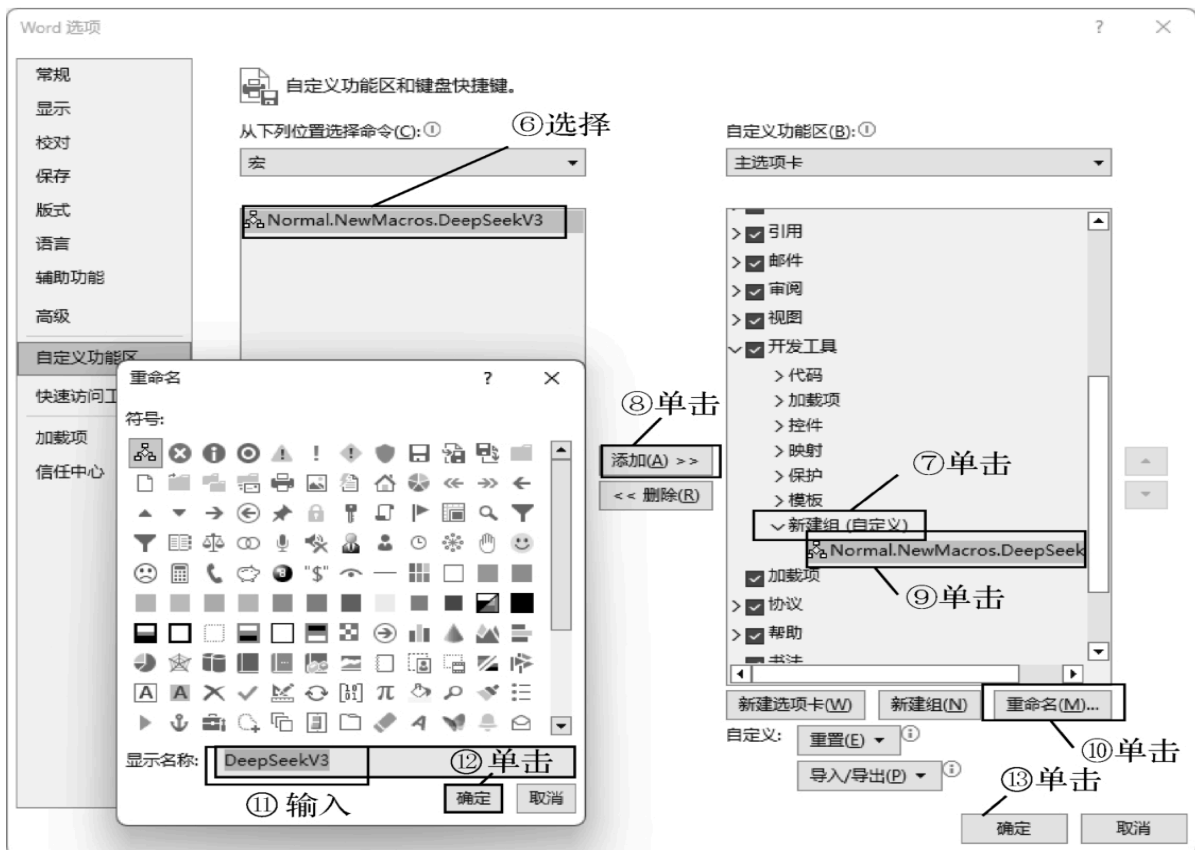 Word 选项
?
常规
显示
校对
保存
版式
语言
辅助功能
高级
自定义功能区
快速访问工
加载项
信任中心
自定义功能区和键盘快捷键。
从下列位置选择命令(C):
⑥选择
宏
Normal.NewMacros.DeepSeekV3
自定义功能区(B):
主选项卡
引用
邮件
审阅
视图
开发工具
代码
加载项
控件
映射
保护
模板
⑦单击
新建组 (自定义)
Normal.NewMacros.DeepSeek
⑨单击
加载项
协议
帮助
书法
⑧单击
添加(A) >>
<< 删除(R)
新建选项卡(W)
新建组(N)
重命名(M)...
⑩单击
自定义:
重置(E)
导入/导出(P)
⑬单击
确定
取消
重命名
?
符号:
显示名称:
DeepSeekV3
⑫单击
⑪输入
确定
取消